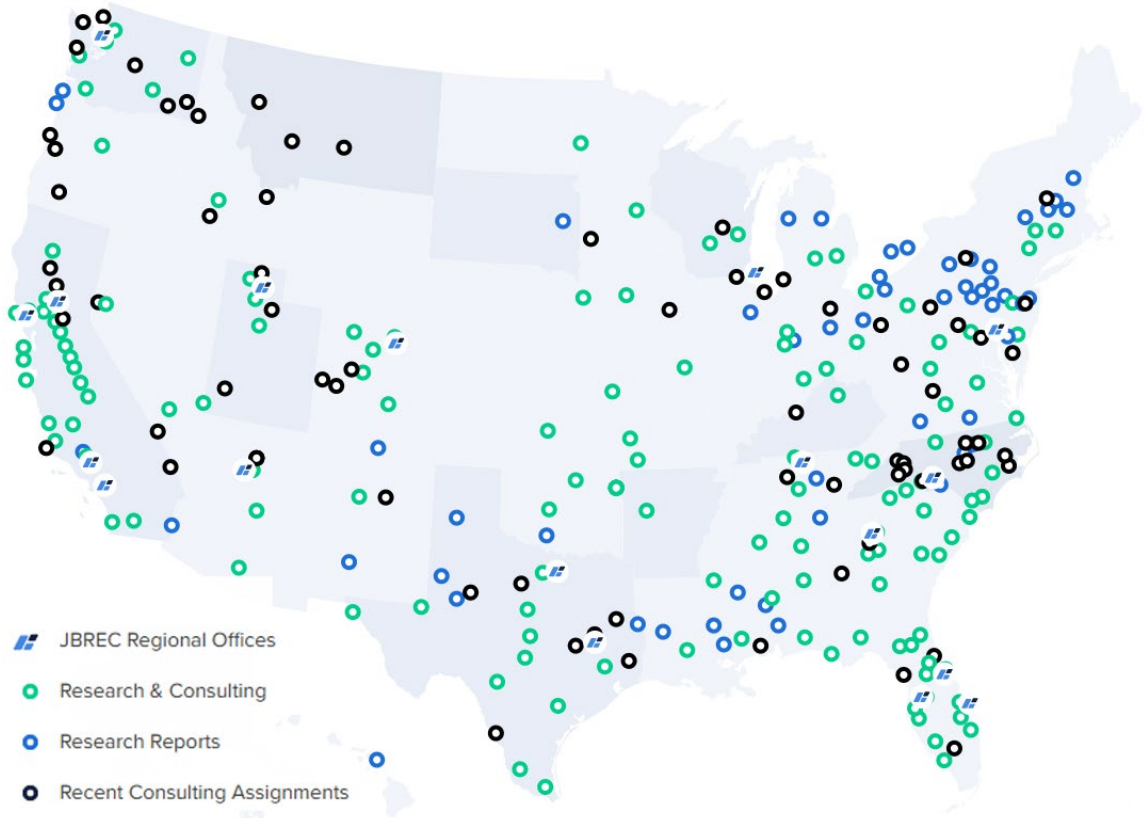 JBREC Regional Offices
Research & Consulting
Research Reports
Recent Consulting Assignments